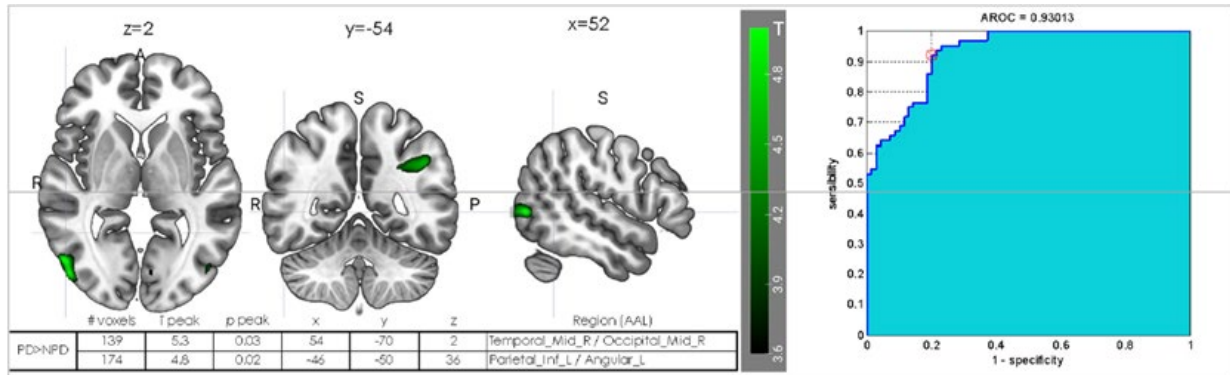 z=2 y=-54 x=52
A S S
R R P
T
4.8
4.5
4.2
3.9
3.6
# voxels T peak p peak x y z Region (AAL)
PD>NPD
139 5.3 0.03 54 -70 2 Temporal_Mid_R / Occipital_Mid_R
174 4.8 0.02 -46 -50 36 Parietal_Inf_L / Angular_L
AROC = 0.93013
1
0.9
0.8
0.7
0.6
0.5
0.4
0.3
0.2
0.1
0
sersibility
0 0.2 0.4 0.6 0.8 1
1 - specificity